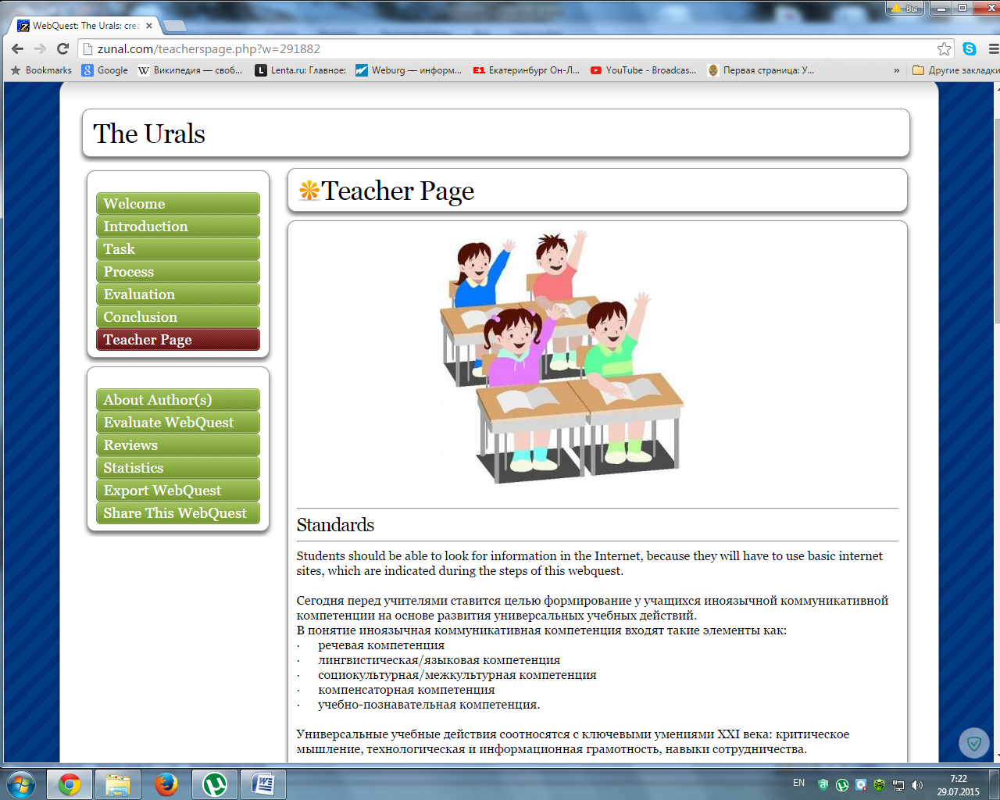 Вы
WebQuest: The Urals: crea
zunal.com/teacherspage.php?w=291882
Bookmarks
Google
Википедия — своб...
Lenta.ru: Главное:
Weburg — информ...
E1 Екатеринбург Он-Л...
YouTube - Broadcas...
Первая страница: У...
»
Другие закладки
The Urals
Welcome
Introduction
Task
Process
Evaluation
Conclusion
Teacher Page
About Author(s)
Evaluate WebQuest
Reviews
Statistics
Export WebQuest
Share This WebQuest
Teacher Page
Standards
Students should be able to look for information in the Internet, because they will have to use basic internet
sites, which are indicated during the steps of this webquest.
Сегодня перед учителями ставится целью формирование у учащихся иноязычной коммуникативной
компетенции на основе развития универсальных учебных действий.
В понятие иноязычная коммуникативная компетенция входят такие элементы как:
· речевая компетенция
· лингвистическая/языковая компетенция
· социокультурная/межкультурная компетенция
· компенсаторная компетенция
· учебно-познавательная компетенция.
Универсальные учебные действия соотносятся с ключевыми умениями XXI века: критическое
мышление, технологическая и информационная грамотность, навыки сотрудничества.
EN
7:22
29.07.2015